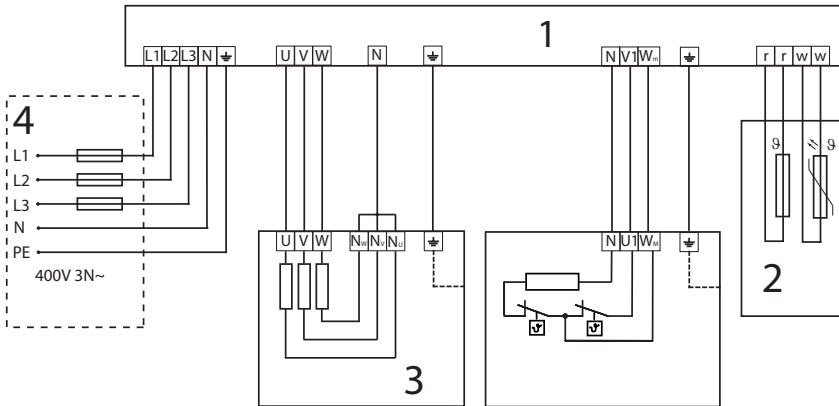 1
L1 L2 L3 N ⏚ U V W N ⏚ N V1 Wm ⏚ r r w w
4
L1
L2
L3
N
PE
400V 3N~
ϑ ϑ
U V W NW NV NU ⏚ N U1 WM ⏚
ϑ ϑ
2
3